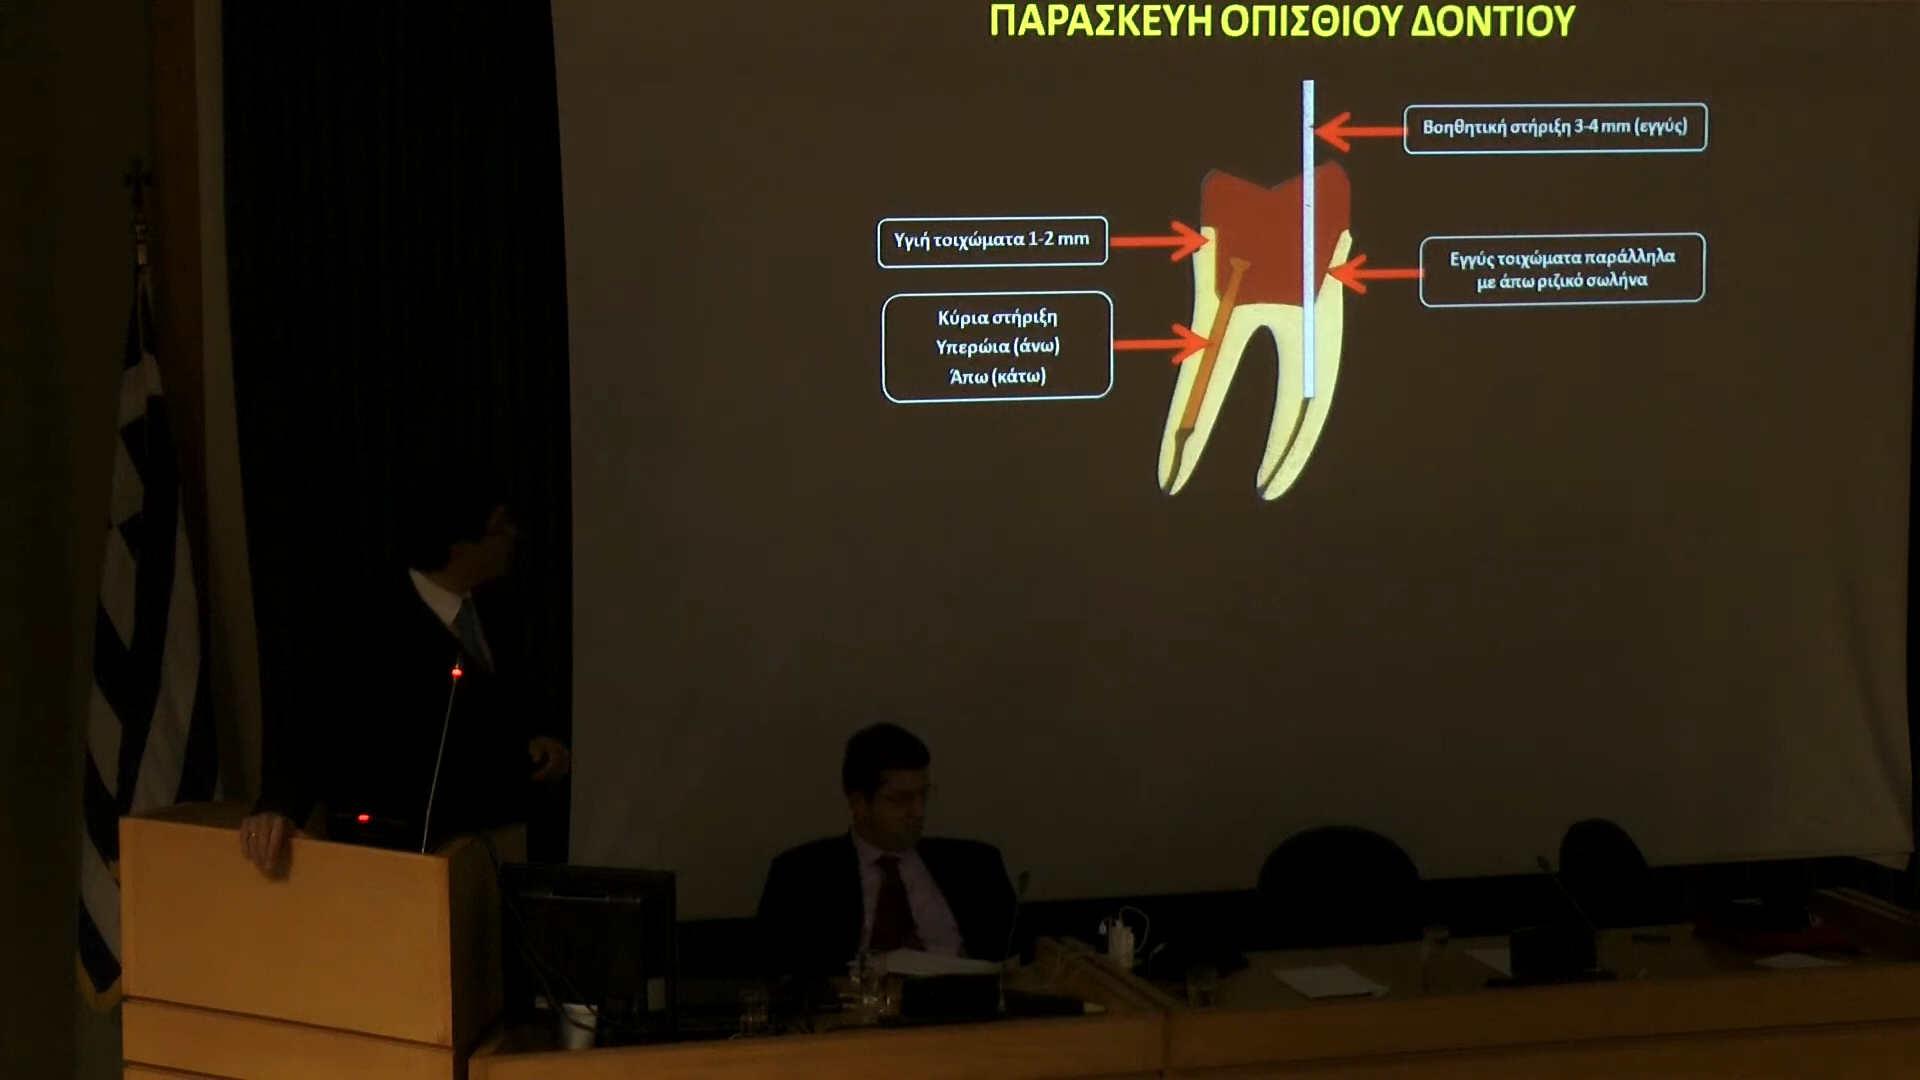 ΠΑΡΑΣΚΕΥΗ ΟΠΙΣΘΙΟΥ ΔΟΝΤΙΟΥ
Βοηθητική στήριξη 3-4 mm (εγγύς)
Υγιή τοιχώματα 1-2 mm
Εγγύς τοιχώματα παράλληλα
με άπω ριζικό σωλήνα
Κύρια στήριξη
Υπερώια (άνω)
Άπω (κάτω)